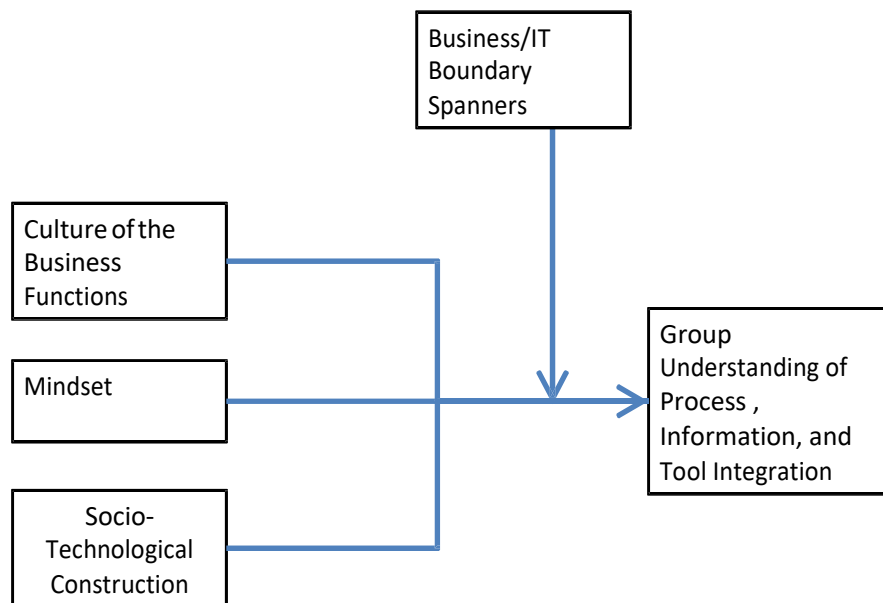 Business/IT
Boundary
Spanners
Culture of the
Business
Functions
Mindset
Socio-
Technological
Construction
Group
Understanding of
Process ,
Information, and
Tool Integration